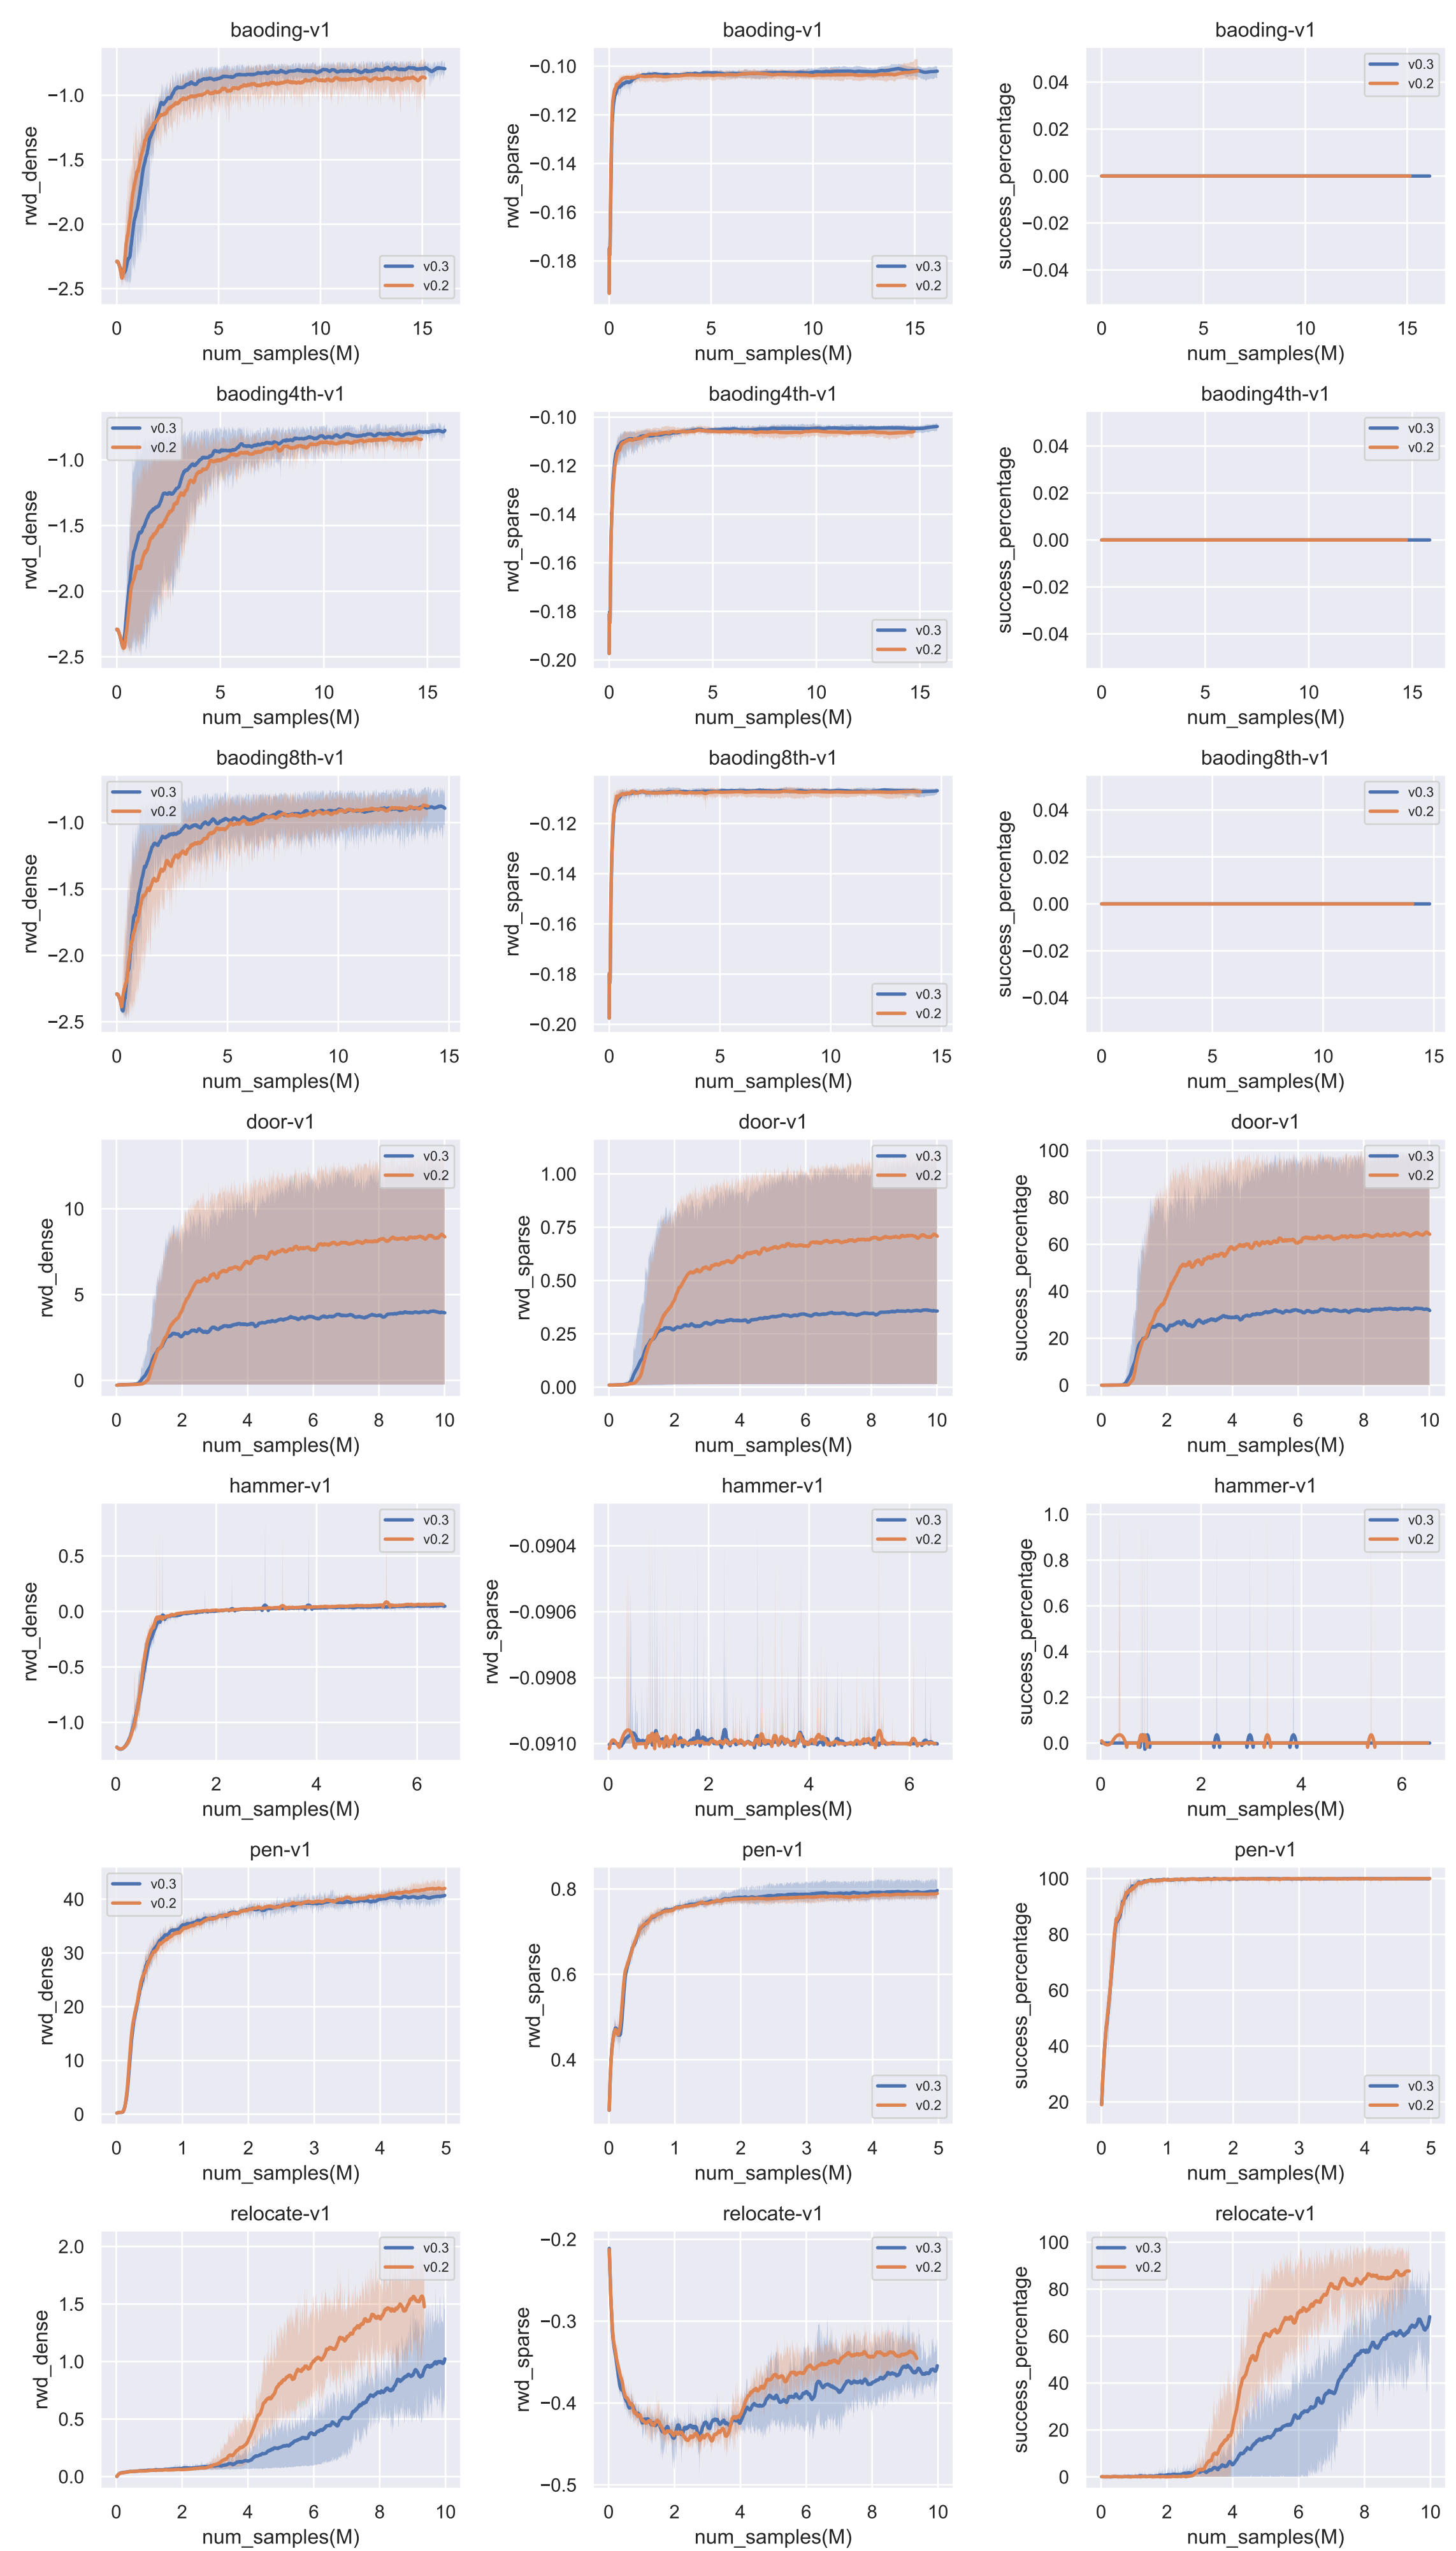 baoding-v1
rwd_dense
−1.0
−1.5
−2.0
−2.5
v0.3
v0.2
0 5 10 15
num_samples(M)
baoding-v1
rwd_sparse
−0.10
−0.12
−0.14
−0.16
−0.18
v0.3
v0.2
0 5 10 15
num_samples(M)
baoding-v1
success_percentage
0.04
0.02
0.00
−0.02
−0.04
v0.3
v0.2
0 5 10 15
num_samples(M)
baoding4th-v1
rwd_dense
−1.0
−1.5
−2.0
−2.5
v0.3
v0.2
0 5 10 15
num_samples(M)
baoding4th-v1
rwd_sparse
−0.10
−0.12
−0.14
−0.16
−0.18
−0.20
v0.3
v0.2
0 5 10 15
num_samples(M)
baoding4th-v1
success_percentage
0.04
0.02
0.00
−0.02
−0.04
v0.3
v0.2
0 5 10 15
num_samples(M)
baoding8th-v1
rwd_dense
−1.0
−1.5
−2.0
−2.5
v0.3
v0.2
0 5 10 15
num_samples(M)
baoding8th-v1
rwd_sparse
−0.12
−0.14
−0.16
−0.18
−0.20
v0.3
v0.2
0 5 10 15
num_samples(M)
baoding8th-v1
success_percentage
0.04
0.02
0.00
−0.02
−0.04
v0.3
v0.2
0 5 10 15
num_samples(M)
door-v1
rwd_dense
10
5
0
v0.3
v0.2
0 2 4 6 8 10
num_samples(M)
door-v1
rwd_sparse
1.00
0.75
0.50
0.25
0.00
v0.3
v0.2
0 2 4 6 8 10
num_samples(M)
door-v1
success_percentage
100
80
60
40
20
0
v0.3
v0.2
0 2 4 6 8 10
num_samples(M)
hammer-v1
rwd_dense
0.5
0.0
−0.5
−1.0
v0.3
v0.2
0 2 4 6
num_samples(M)
hammer-v1
rwd_sparse
−0.0904
−0.0906
−0.0908
−0.0910
v0.3
v0.2
0 2 4 6
num_samples(M)
hammer-v1
success_percentage
1.0
0.8
0.6
0.4
0.2
0.0
v0.3
v0.2
0 2 4 6
num_samples(M)
pen-v1
rwd_dense
40
30
20
10
0
v0.3
v0.2
0 1 2 3 4 5
num_samples(M)
pen-v1
rwd_sparse
0.8
0.6
0.4
v0.3
v0.2
0 1 2 3 4 5
num_samples(M)
pen-v1
success_percentage
100
80
60
40
20
v0.3
v0.2
0 1 2 3 4 5
num_samples(M)
relocate-v1
rwd_dense
2.0
1.5
1.0
0.5
0.0
v0.3
v0.2
0 2 4 6 8 10
num_samples(M)
relocate-v1
rwd_sparse
−0.2
−0.3
−0.4
−0.5
v0.3
v0.2
0 2 4 6 8 10
num_samples(M)
relocate-v1
success_percentage
100
80
60
40
20
0
v0.3
v0.2
0 2 4 6 8 10
num_samples(M)